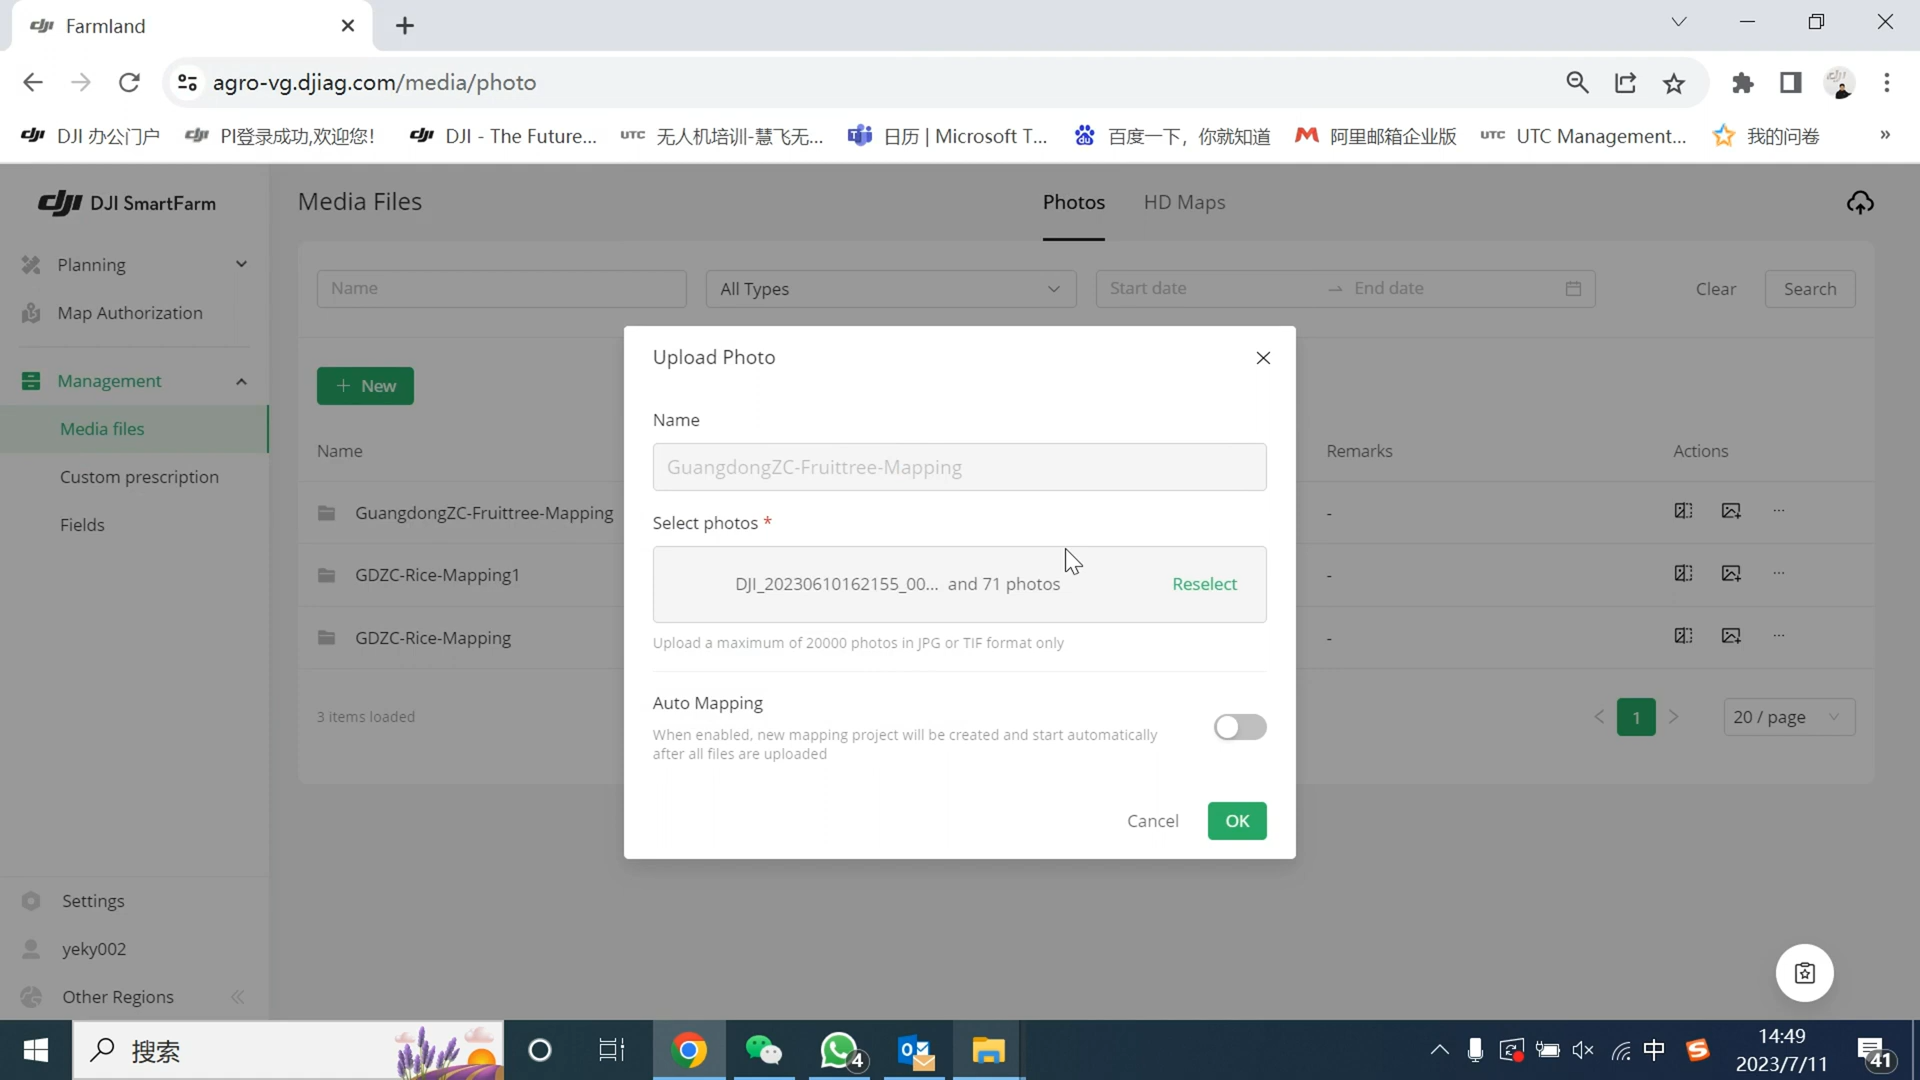 Farmland
agro-vg.djiag.com/media/photo
DJI 办公门户
PI登录成功,欢迎您!
DJI - The Future...
UTC 无人机培训-慧飞无...
日历 | Microsoft T...
百度一下，你就知道
阿里邮箱企业版
UTC UTC Management...
我的问卷
»
DJI SmartFarm
Media Files
Photos
HD Maps
Planning
Map Authorization
Management
Media files
Custom prescription
Fields
Settings
yeky002
Other Regions
Name
All Types
Start date
End date
Clear
Search
+ New
Name
Remarks
Actions
GuangdongZC-Fruittree-Mapping
-
GDZC-Rice-Mapping1
-
GDZC-Rice-Mapping
-
3 items loaded
1
20 / page
Upload Photo
Name
GuangdongZC-Fruittree-Mapping
Select photos *
DJI_20230610162155_00... and 71 photos
Reselect
Upload a maximum of 20000 photos in JPG or TIF format only
Auto Mapping
When enabled, new mapping project will be created and start automatically
after all files are uploaded
Cancel
OK
搜索
4
中
14:49
2023/7/11
41